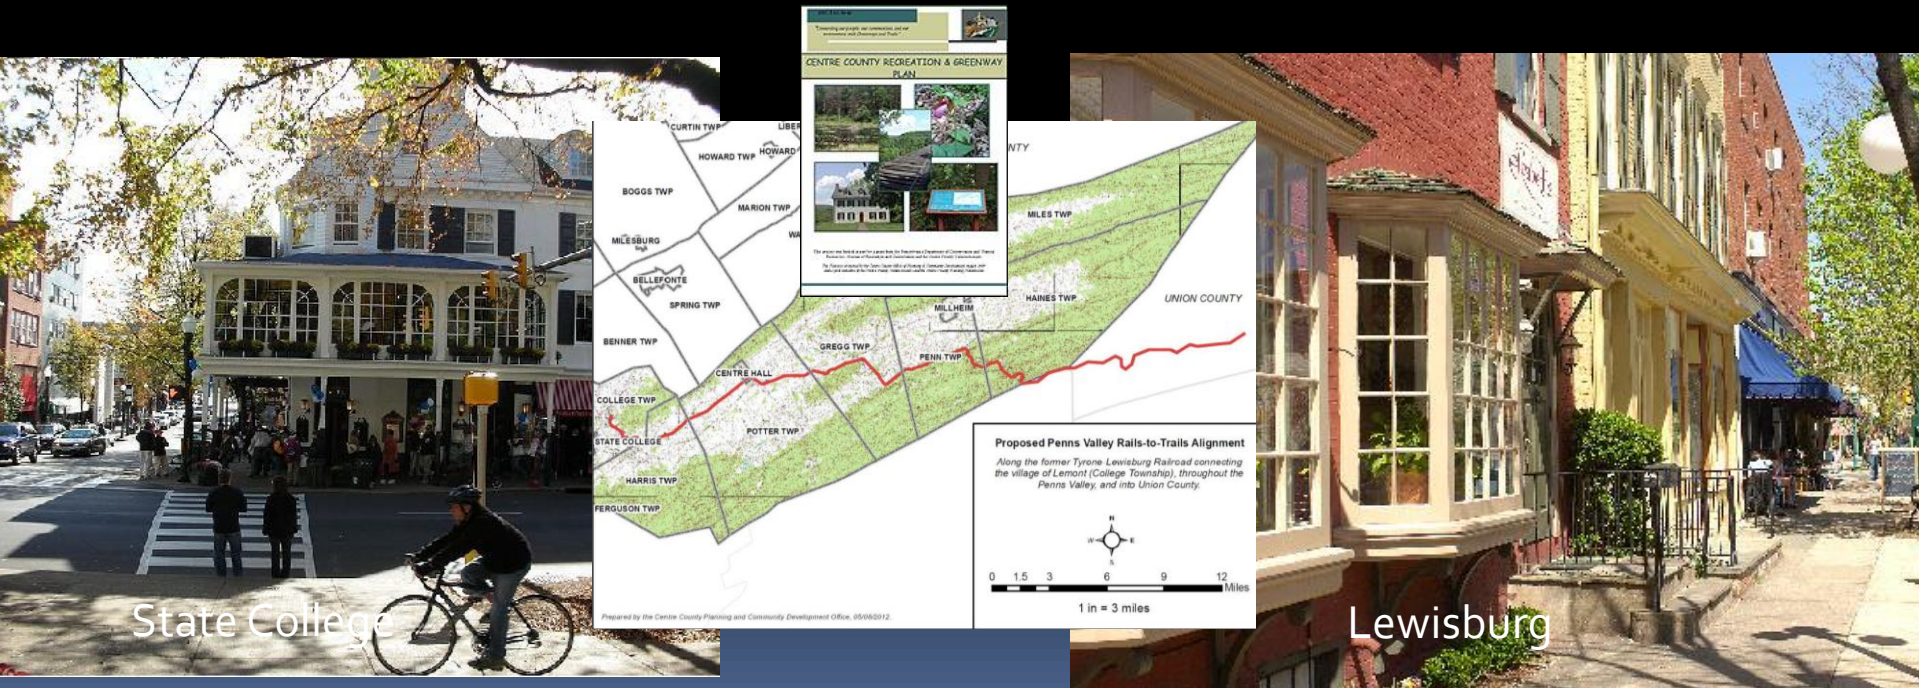 CENTRE COUNTY RECREATION & GREENWAY
PLAN
CURTIN TWP
LIBER
HOWARD TWP
HOWARD
NTY
BOGGS TWP
MARION TWP
MILES TWP
WA
MILESBURG
BELLEFONTE
SPRING TWP
HAINES TWP
UNION COUNTY
MILLHEIM
BENNER TWP
GREGG TWP
PENN TWP
CENTRE HALL
COLLEGE TWP
STATE COLLEGE
POTTER TWP
HARRIS TWP
FERGUSON TWP
Proposed Penns Valley Rails-to-Trails Alignment
Along the former Tyrone Lewisburg Railroad connecting
the village of Lemont (College Township), throughout the
Penns Valley, and into Union County.
N
W E
S
0 1.5 3 6 9 12
Miles
1 in = 3 miles
Prepared by the Centre County Planning and Community Development Office, 05/08/2012.
State College
Lewisburg